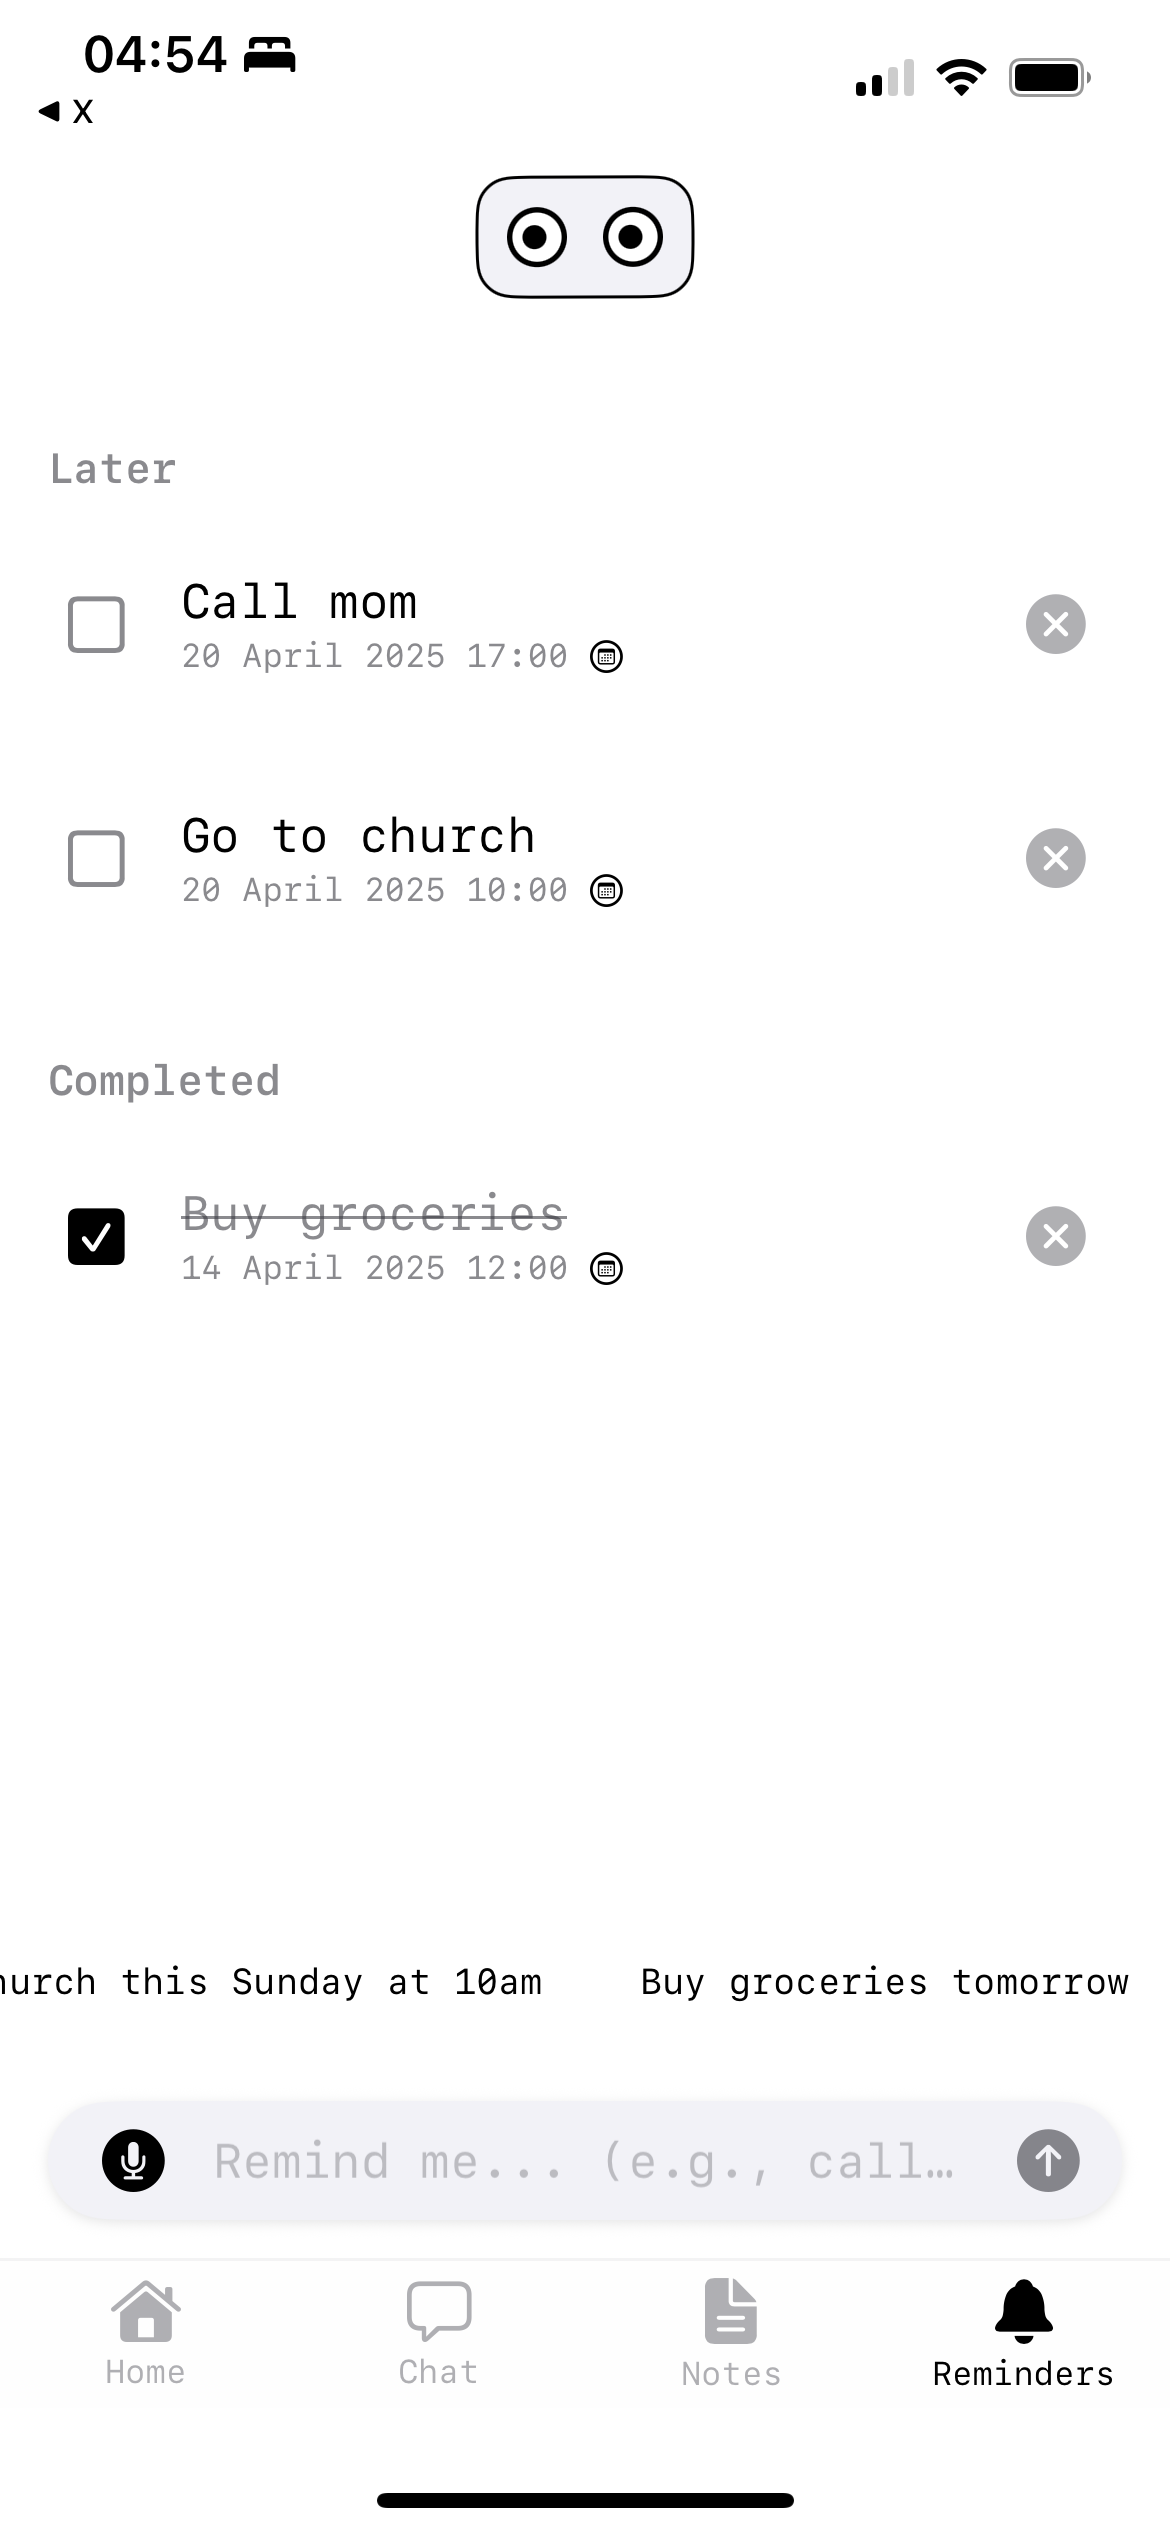 04:54
X
Later
Call mom
20 April 2025 17:00
Go to church
20 April 2025 10:00
Completed
Buy groceries
14 April 2025 12:00
hurch this Sunday at 10am
Buy groceries tomorrow
Remind me... (e.g., call…
Home
Chat
Notes
Reminders